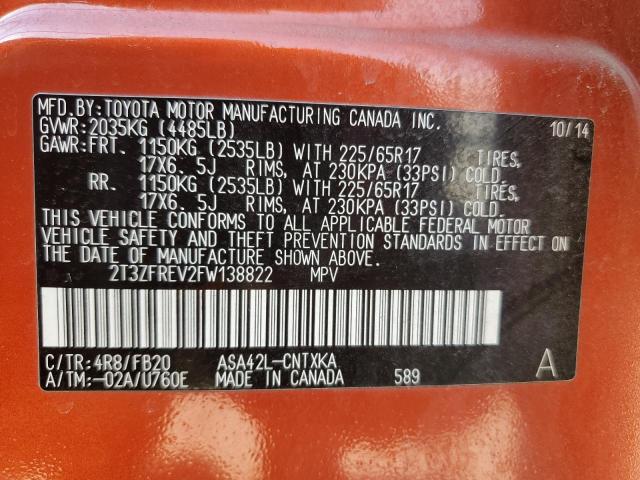 MFD. BY: TOYOTA MOTOR MANUFACTURING CANADA INC.
GVWR: 2035KG (4485LB) 10/14
GAWR: FRT. 1150KG (2535LB) WITH 225/65R17 TIRES,
17X6. 5J RIMS, AT 230KPA (33PSI) COLD.
RR. 1150KG (2535LB) WITH 225/65R17 TIRES,
17X6. 5J RIMS, AT 230KPA (33PSI) COLD.
THIS VEHICLE CONFORMS TO ALL APPLICABLE FEDERAL MOTOR
VEHICLE SAFETY AND THEFT PREVENTION STANDARDS IN EFFECT ON
THE DATE OF MANUFACTURE SHOWN ABOVE.
2T3ZFREV2FW138822 MPV
C/TR: 4R8/FB20 ASA42L-CNTXKA A
A/TM: -02A/U760E MADE IN CANADA 589